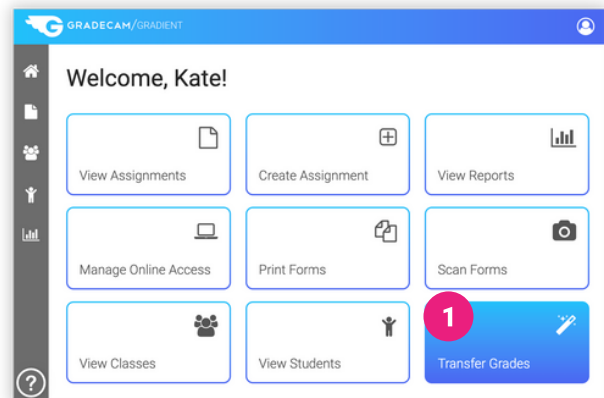 GRADECAM/GRADIENT
Welcome, Kate!
View Assignments
Create Assignment
View Reports
Manage Online Access
Print Forms
Scan Forms
View Classes
View Students
1
Transfer Grades
?